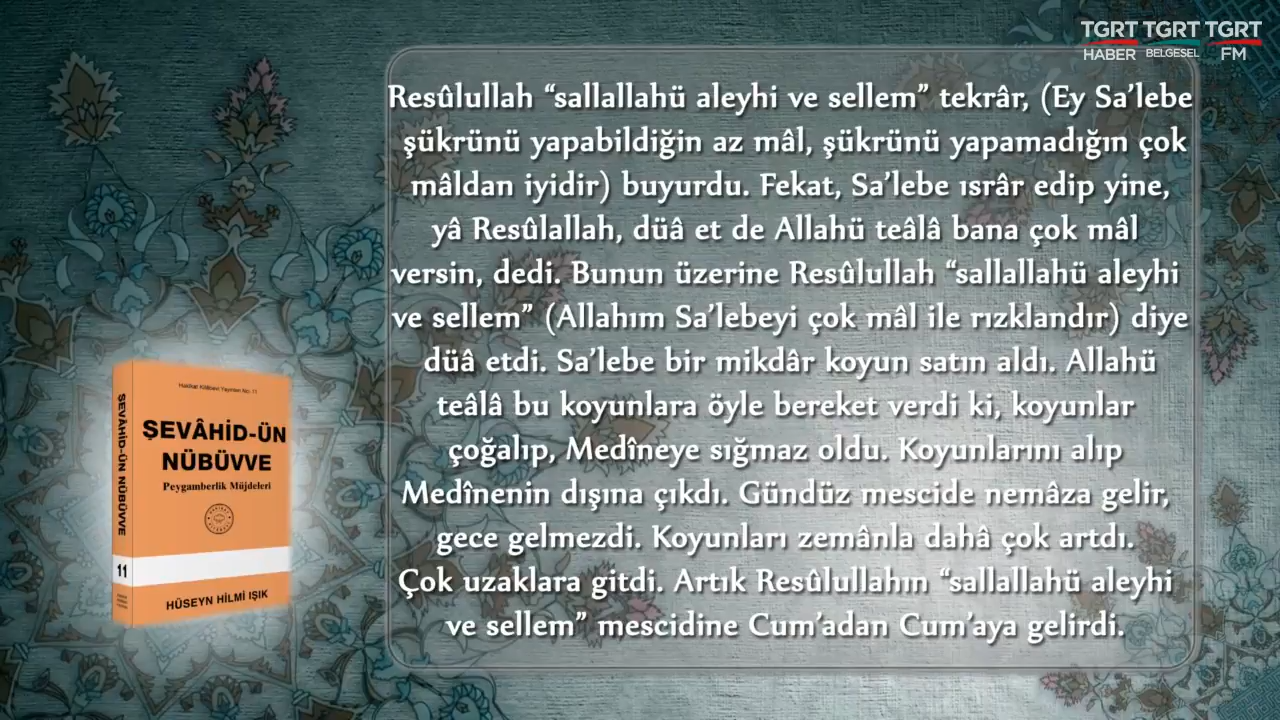 TGRT TGRT TGRT
HABER BELGESEL FM
Resûlullah “sallallahü aleyhi ve sellem” tekrâr, (Ey Sa’lebe
şükrünü yapabildiğin az mâl, şükrünü yapamadığın çok
mâldan iyidir) buyurdu. Fekat, Sa’lebe ısrâr edip yine,
yâ Resûlallah, düâ et de Allahü teâlâ bana çok mâl
versin, dedi. Bunun üzerine Resûlullah “sallallahü aleyhi
ve sellem” (Allahım Sa’lebeyi çok mâl ile rızklandır) diye
düâ etdi. Sa’lebe bir mikdâr koyun satın aldı. Allahü
teâlâ bu koyunlara öyle bereket verdi ki, koyunlar
çoğalıp, Medîneye sığmaz oldu. Koyunlarını alıp
Medînenin dışına çıkdı. Gündüz mescide nemâza gelir,
gece gelmezdi. Koyunları zemânla dahâ çok artdı.
Çok uzaklara gitdi. Artık Resûlullahın “sallallahü aleyhi
ve sellem” mescidine Cum’adan Cum’aya gelirdi.
Hakîkat Kitâbevi Yayınları No: 11
ŞEVÂHİD-ÜN
NÜBÜVVE
Peygamberlik Müjdeleri
HÜSEYN HİLMİ IŞIK
ŞEVÂHİD-ÜN NÜBÜVVE
11